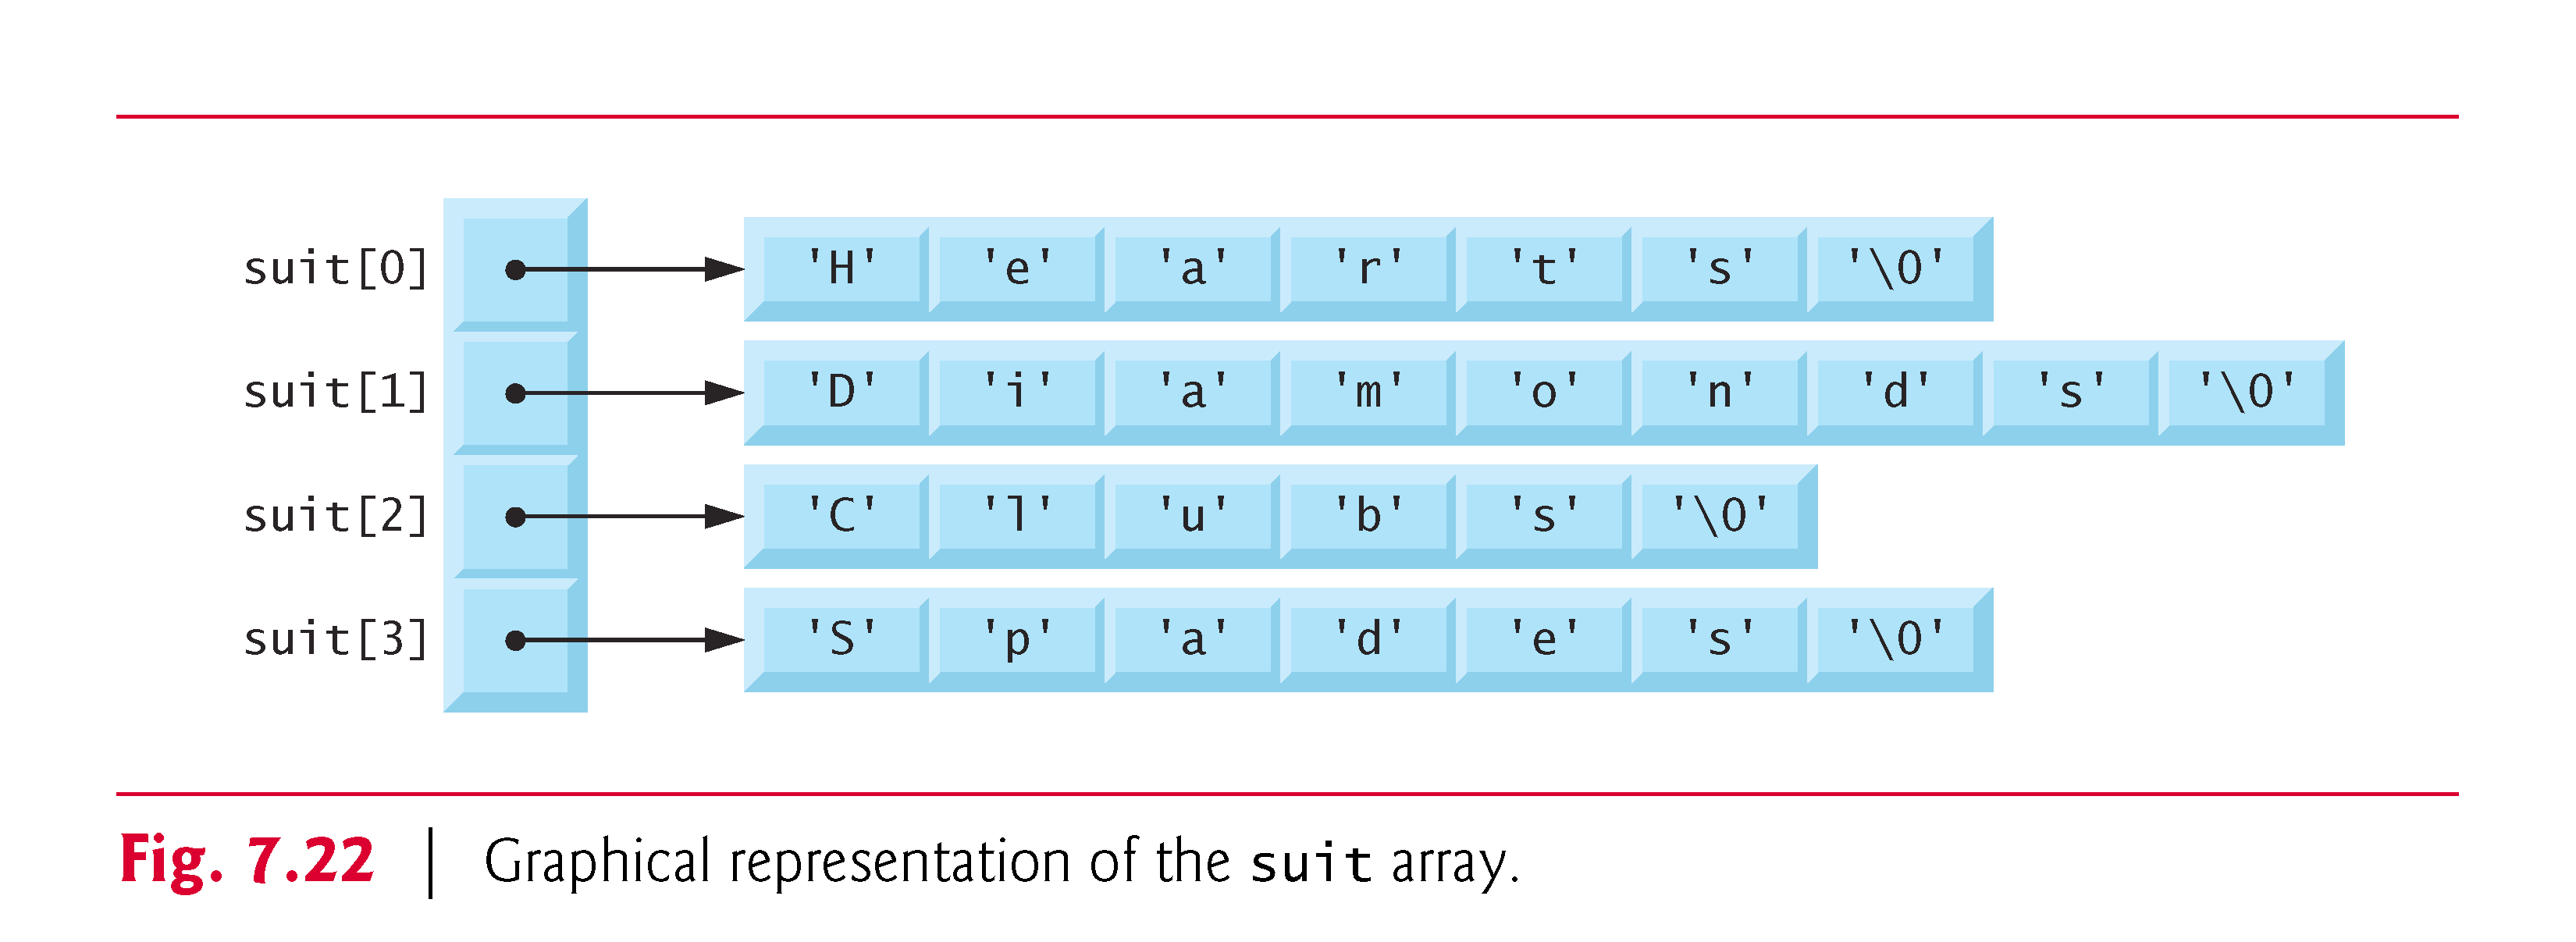 suit[0] 'H' 'e' 'a' 'r' 't' 's' '\0'
suit[1] 'D' 'i' 'a' 'm' 'o' 'n' 'd' 's' '\0'
suit[2] 'C' 'l' 'u' 'b' 's' '\0'
suit[3] 'S' 'p' 'a' 'd' 'e' 's' '\0'
Fig. 7.22 | Graphical representation of the suit array.